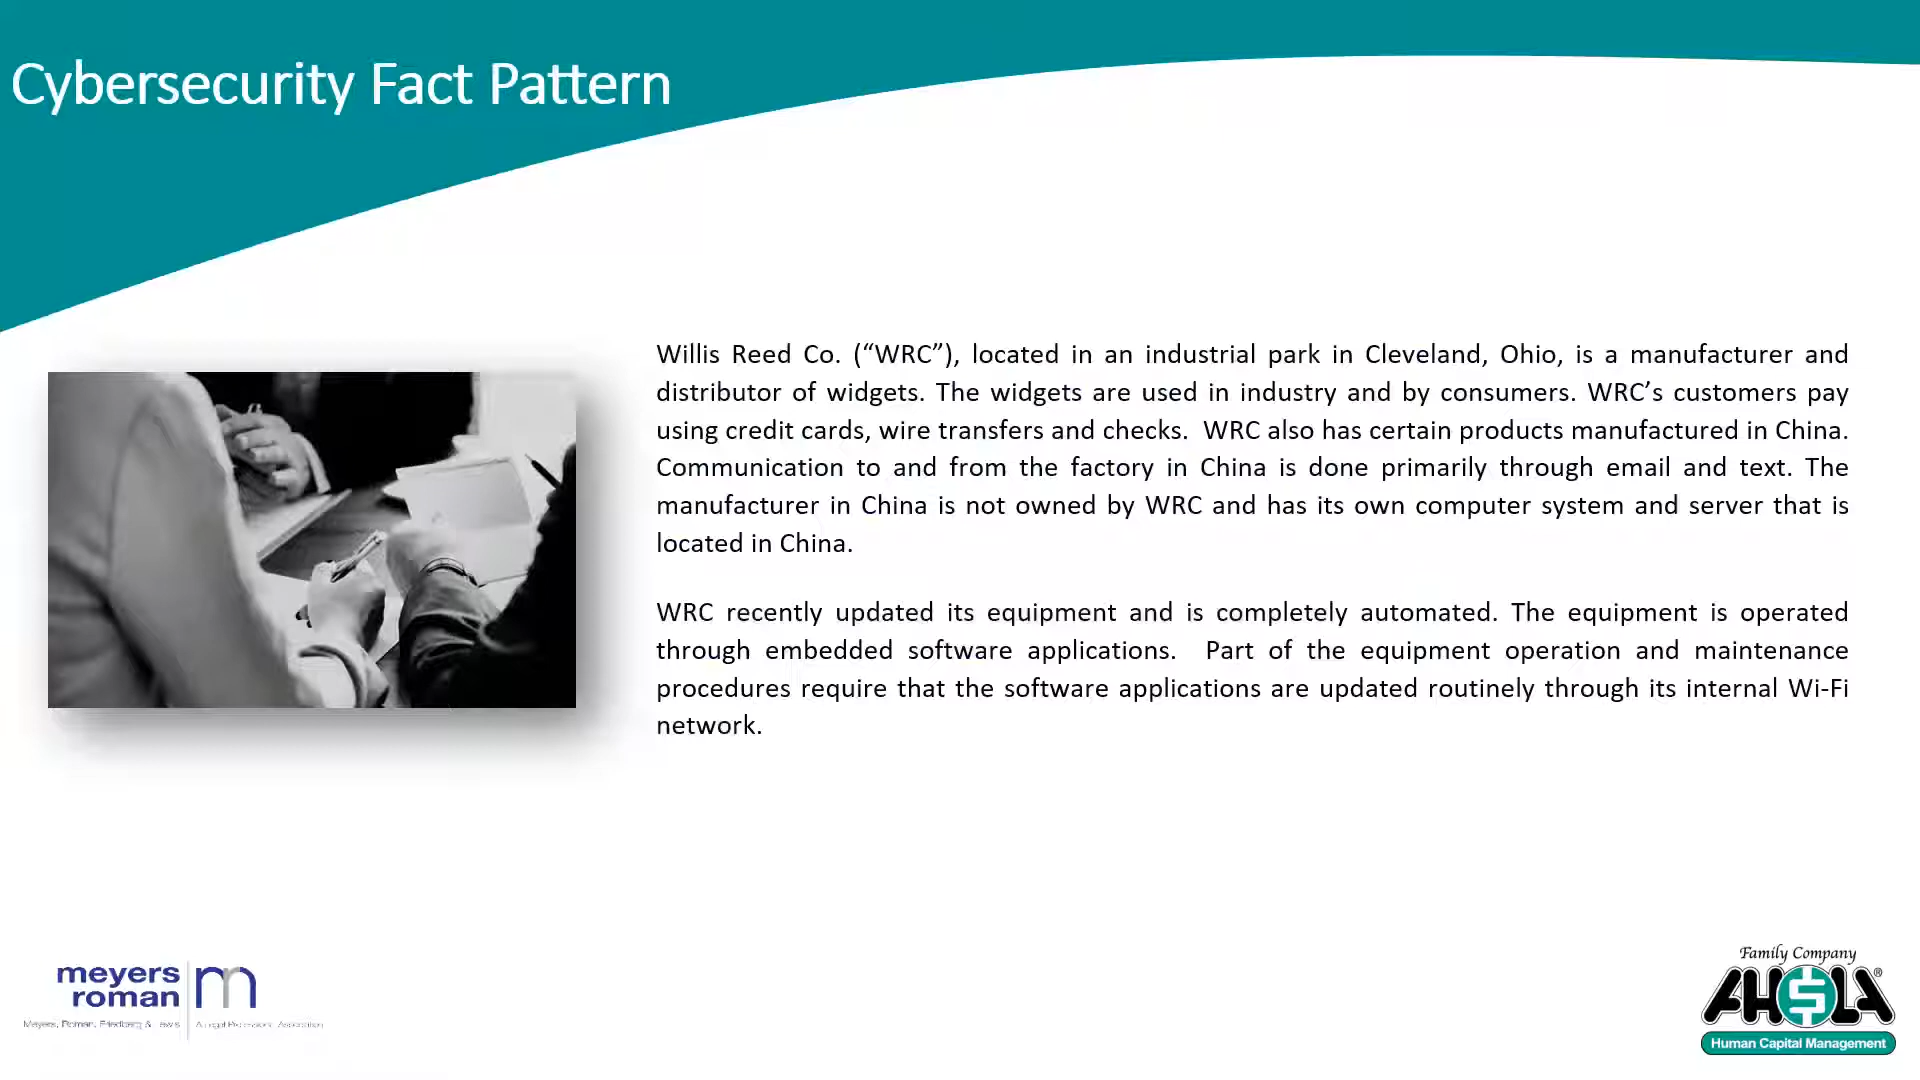 Cybersecurity Fact Pattern
Willis Reed Co. (“WRC”), located in an industrial park in Cleveland, Ohio, is a manufacturer and
distributor of widgets. The widgets are used in industry and by consumers. WRC’s customers pay
using credit cards, wire transfers and checks.  WRC also has certain products manufactured in China.
Communication to and from the factory in China is done primarily through email and text. The
manufacturer in China is not owned by WRC and has its own computer system and server that is
located in China.
WRC recently updated its equipment and is completely automated. The equipment is operated
through embedded software applications.  Part of the equipment operation and maintenance
procedures require that the software applications are updated routinely through its internal Wi-Fi
network.
meyers
roman
m
Meyers, Roman, Friedberg & Lewis
Family Company
AHOLA®
Human Capital Management